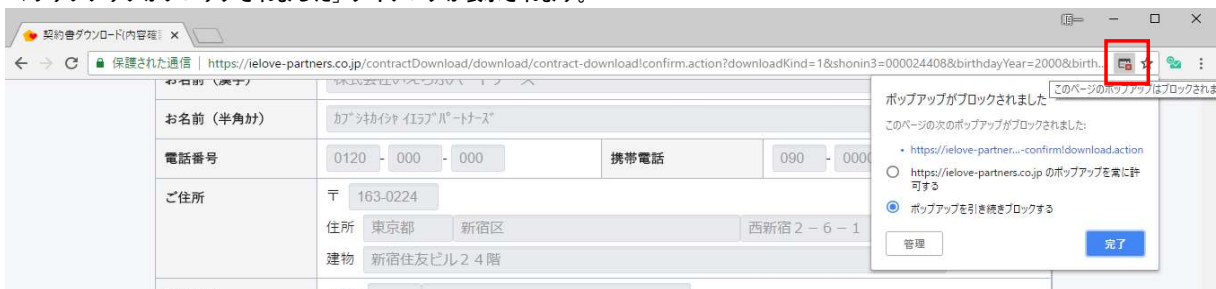 契約書ダウンロード(内容確
保護された通信 | https://ielove-partners.co.jp/contractDownload/download/contract-download!confirm.action?downloadKind=1&shonin3=0000244088&birthdayYear=2000&birth...
このページのポップアップはブロックされま
ポップアップがブロックされました
このページの次のポップアップがブロックされました:
• https://ielove-partner...-confirm!download.action
https://ielove-partners.co.jp のポップアップを常に許
可する
ポップアップを引き続きブロックする
管理 完了
お名前（半角ｶﾅ） ｶﾌﾞｼｷｶｲｼｬ ｲｴﾗﾌﾞﾊﾟｰﾄﾅｰｽﾞ
電話番号 0120 - 000 - 000 携帯電話 090 - 0000
ご住所 〒 163-0224
住所 東京都 新宿区 西新宿２－６－１
建物 新宿住友ビル２４階